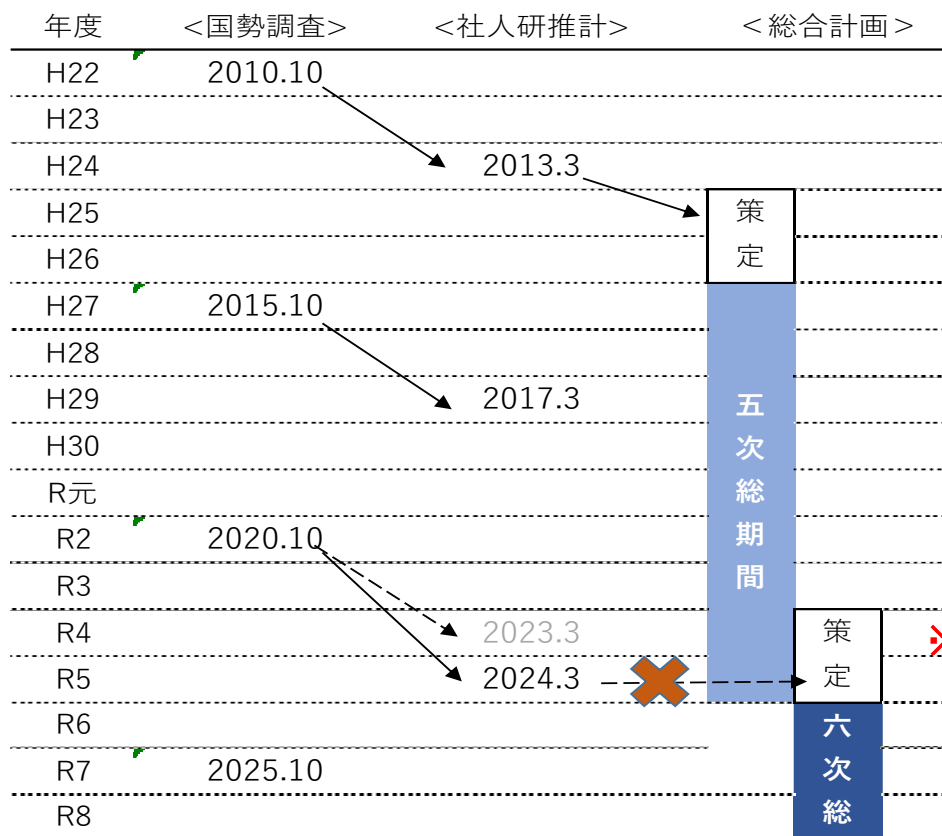 年度 <国勢調査> <社人研推計> <総合計画>
H22 2010.10
H23
H24 2013.3
H25 策
H26 定
H27 2015.10
H28
H29 2017.3 五
H30 次
R元 総
R2 2020.10 期
R3 間
R4 2023.3 策 ※
R5 2024.3 定
R6 六
R7 2025.10 次
R8 総